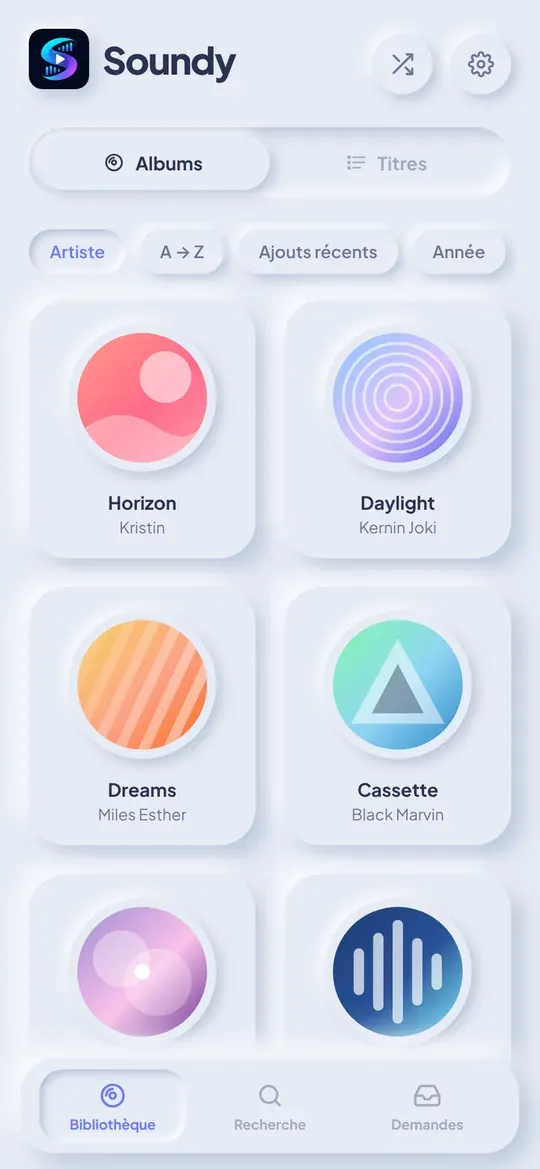 Soundy
Albums
Titres
Artiste
A → Z
Ajouts récents
Année
Horizon
Kristin
Daylight
Kernin Joki
Dreams
Miles Esther
Cassette
Black Marvin
Bibliothèque
Recherche
Demandes